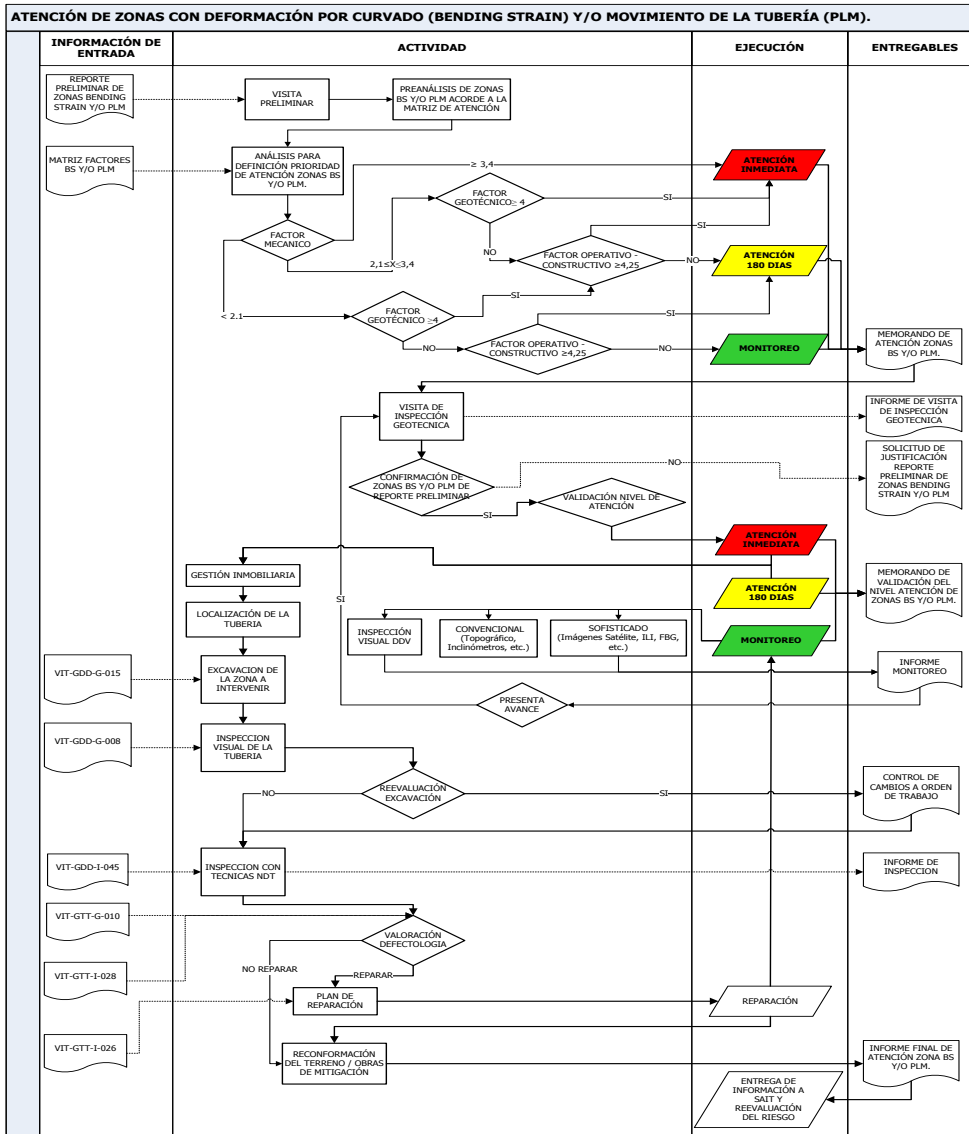 ATENCIÓN DE ZONAS CON DEFORMACIÓN POR CURVADO (BENDING STRAIN) Y/O MOVIMIENTO DE LA TUBERÍA (PLM).
INFORMACIÓN DE
ENTRADA
ACTIVIDAD
EJECUCIÓN
ENTREGABLES
REPORTE
PRELIMINAR DE
ZONAS BENDING
STRAIN Y/O PLM
VISITA
PRELIMINAR
PREANÁLISIS DE ZONAS
BS Y/O PLM ACORDE A LA
MATRIZ DE ATENCIÓN
MATRIZ FACTORES
BS Y/O PLM
ANÁLISIS PARA
DEFINICIÓN PRIORIDAD
DE ATENCIÓN ZONAS BS
Y/O PLM.
≥ 3,4
ATENCIÓN
INMEDIATA
FACTOR
GEOTÉCNICO≥ 4
SI
FACTOR
MECANICO
SI
NO
2,1≤X≤3,4
FACTOR OPERATIVO -
CONSTRUCTIVO ≥4,25
NO
ATENCIÓN
180 DIAS
< 2.1
FACTOR
GEOTÉCNICO ≥4
SI
SI
NO
FACTOR OPERATIVO -
CONSTRUCTIVO ≥4,25
NO
MONITOREO
MEMORANDO DE
ATENCIÓN ZONAS
BS Y/O PLM.
VISITA DE
INSPECCIÓN
GEOTECNICA
INFORME DE VISITA
DE INSPECCIÓN
GEOTECNICA
CONFIRMACIÓN DE
ZONAS BS Y/O PLM DE
REPORTE PRELIMINAR
NO
SOLICITUD DE
JUSTIFICACIÓN
REPORTE
PRELIMINAR DE
ZONAS BENDING
STRAIN Y/O PLM
SI
VALIDACIÓN NIVEL DE
ATENCIÓN
ATENCIÓN
INMEDIATA
GESTIÓN INMOBILIARIA
ATENCIÓN
180 DIAS
MEMORANDO DE
VALIDACIÓN DEL
NIVEL ATENCIÓN DE
ZONAS BS Y/O PLM.
SI
LOCALIZACIÓN DE LA
TUBERIA
INSPECCIÓN
VISUAL DDV
CONVENCIONAL
(Topográfico,
Inclinómetros, etc.)
SOFISTICADO
(Imágenes Satélite, ILI, FBG,
etc.)
MONITOREO
VIT-GDD-G-015
EXCAVACION DE
LA ZONA A
INTERVENIR
INFORME
MONITOREO
PRESENTA
AVANCE
VIT-GDD-G-008
INSPECCION
VISUAL DE LA
TUBERIA
NO
REEVALUACIÓN
EXCAVACIÓN
SI
CONTROL DE
CAMBIOS A ORDEN
DE TRABAJO
VIT-GDD-I-045
INSPECCION CON
TECNICAS NDT
INFORME DE
INSPECCION
VIT-GTT-G-010
VALORACIÓN
DEFECTOLOGIA
NO REPARAR
REPARAR
VIT-GTT-I-028
PLAN DE
REPARACIÓN
REPARACIÓN
VIT-GTT-I-026
RECONFORMACIÓN
DEL TERRENO / OBRAS
DE MITIGACIÓN
INFORME FINAL DE
ATENCIÓN ZONA BS
Y/O PLM.
ENTREGA DE
INFORMACIÓN A
SAIT Y
REEVALUACIÓN
DEL RIESGO